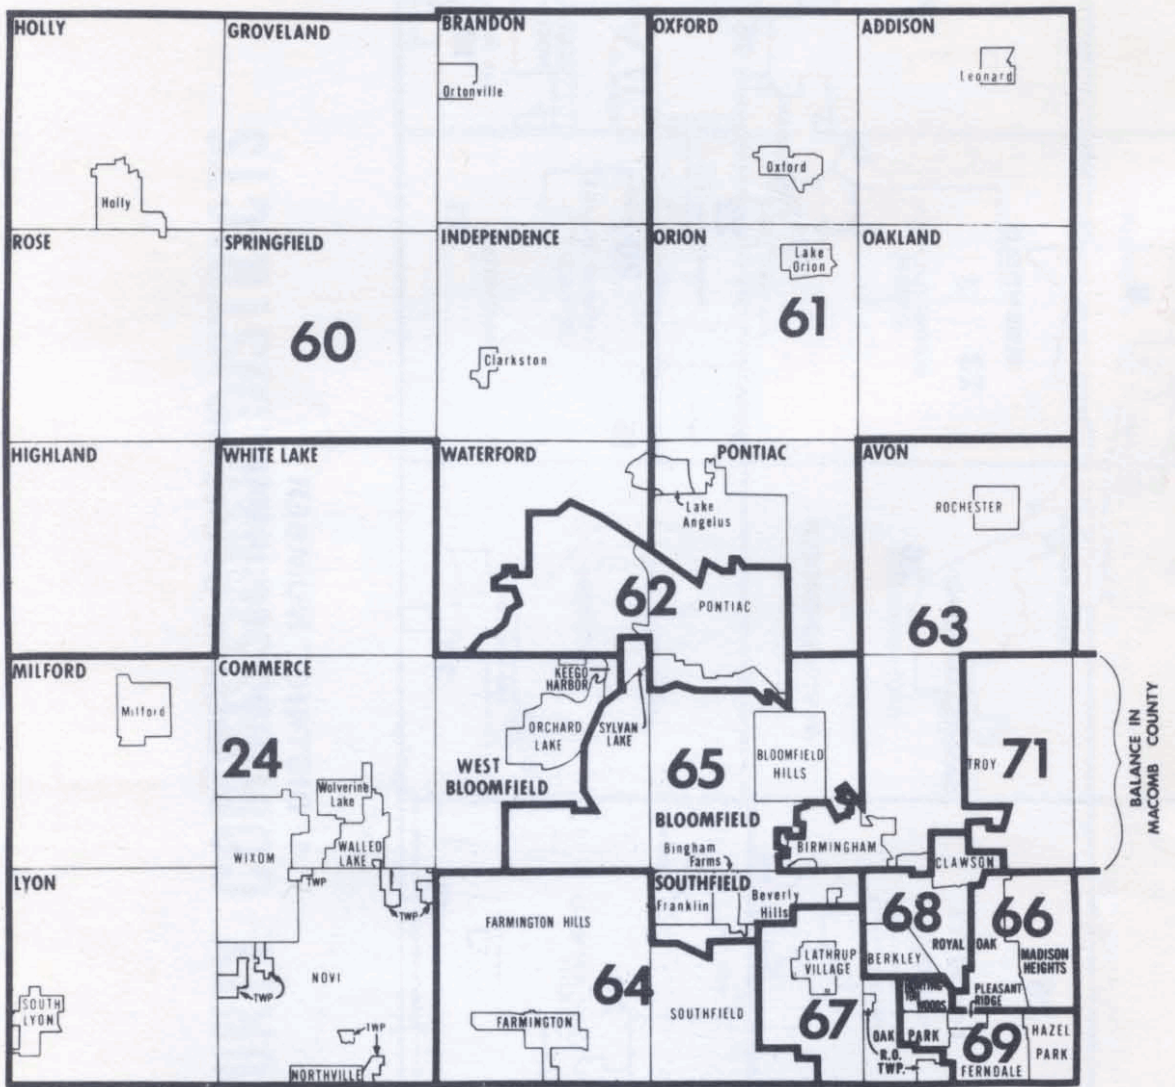 HOLLY
GROVELAND
BRANDON
OXFORD
ADDISON
Ortonville
Leonard
Holly
Oxford
ROSE
SPRINGFIELD
INDEPENDENCE
ORION
OAKLAND
Lake
Orion
60
61
Clarkston
HIGHLAND
WHITE LAKE
WATERFORD
PONTIAC
AVON
Lake
Angelus
ROCHESTER
62
PONTIAC
63
MILFORD
COMMERCE
KEEGO
HARBOR
Milford
ORCHARD
LAKE
SYLVAN
LAKE
24
WEST
BLOOMFIELD
65
BLOOMFIELD
HILLS
TROY
71
BALANCE IN
MACOMB COUNTY
Wolverine
Lake
BLOOMFIELD
WIXOM
WALLED
LAKE
Bingham
Farms
BIRMINGHAM
CLAWSON
LYON
TWP
TWP
FARMINGTON HILLS
SOUTHFIELD
Franklin
Beverly
Hills
68
66
NOVI
LATHRUP
VILLAGE
BERKLEY
ROYAL OAK
MADISON
HEIGHTS
TWP
64
SOUTHFIELD
67
HUNTINGTON
WOODS
PLEASANT
RIDGE
SOUTH
LYON
TWP
FARMINGTON
OAK PARK
R.O.
TWP.
69
HAZEL
PARK
NORTHVILLE
FERNDALE